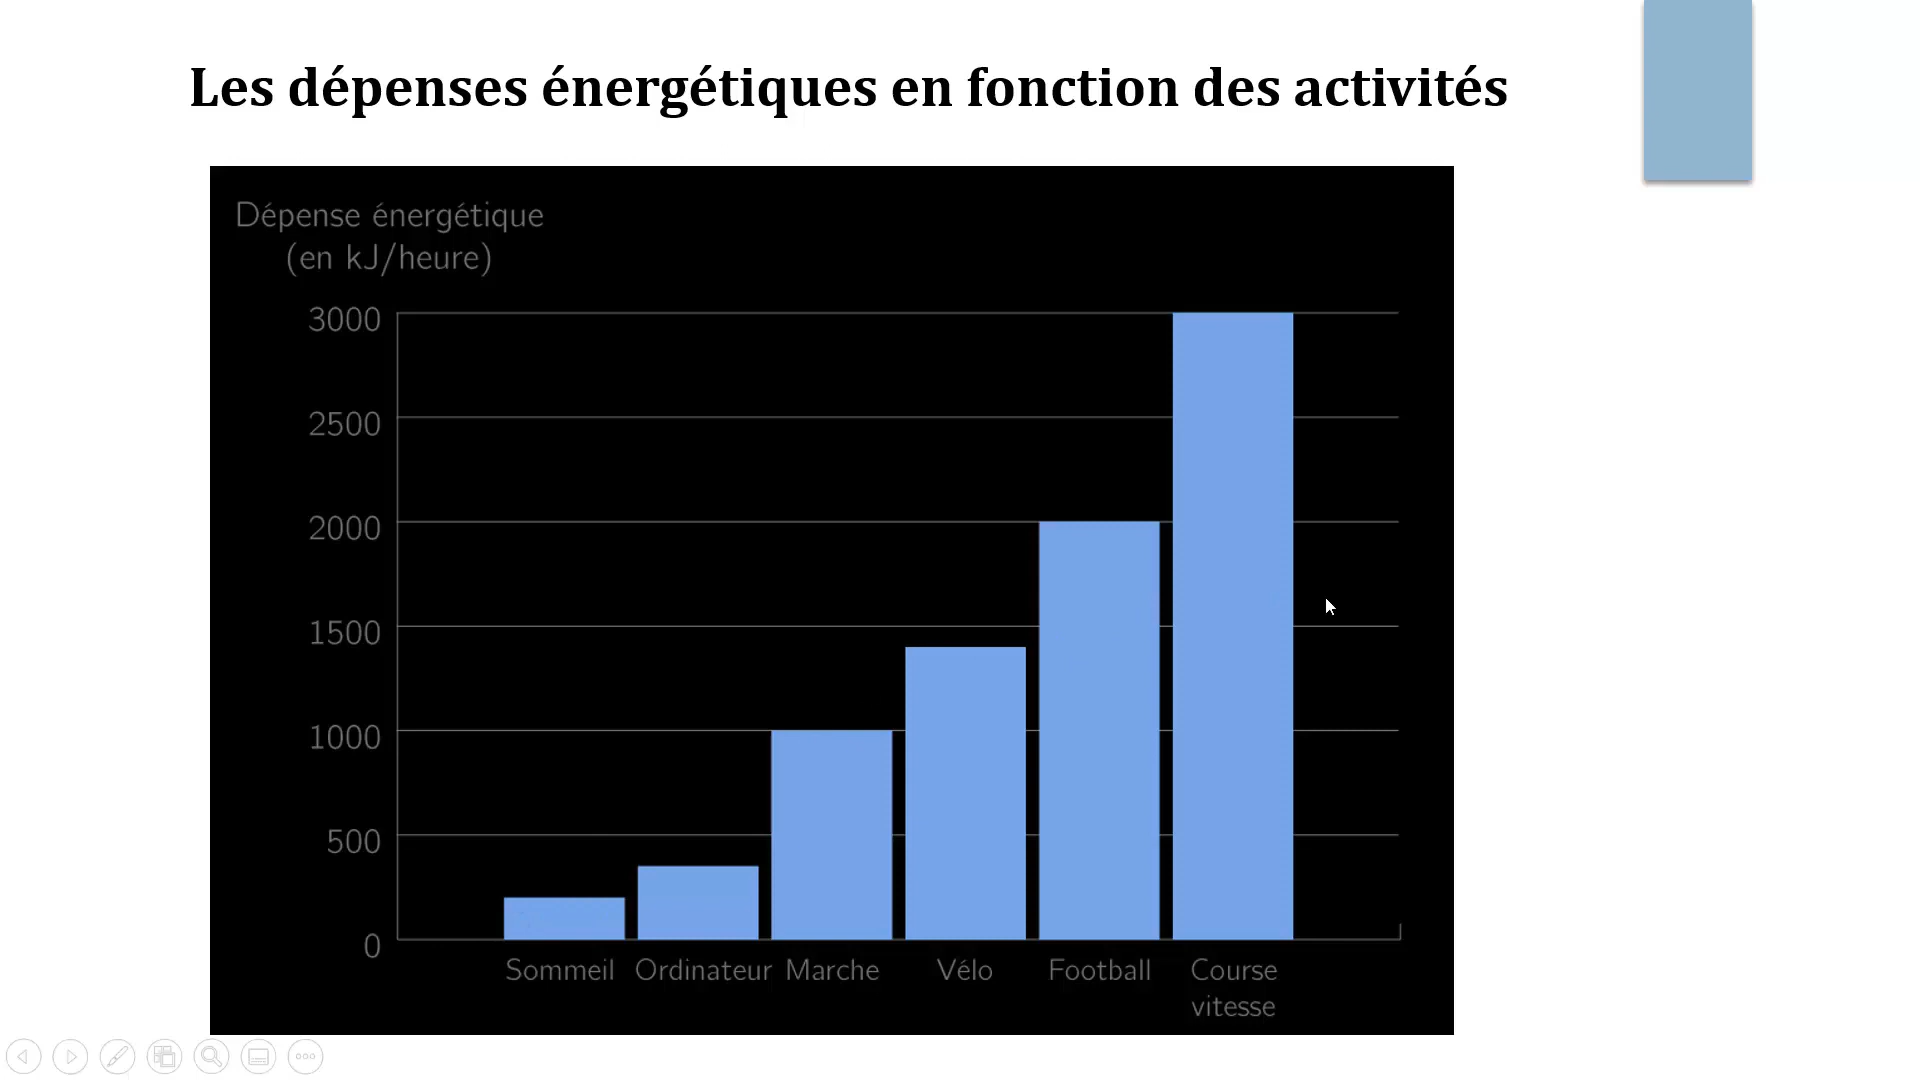 Les dépenses énergétiques en fonction des activités
Dépense énergétique
(en kJ/heure)
3000
2500
2000
1500
1000
500
0
Sommeil Ordinateur Marche Vélo Football Course
vitesse